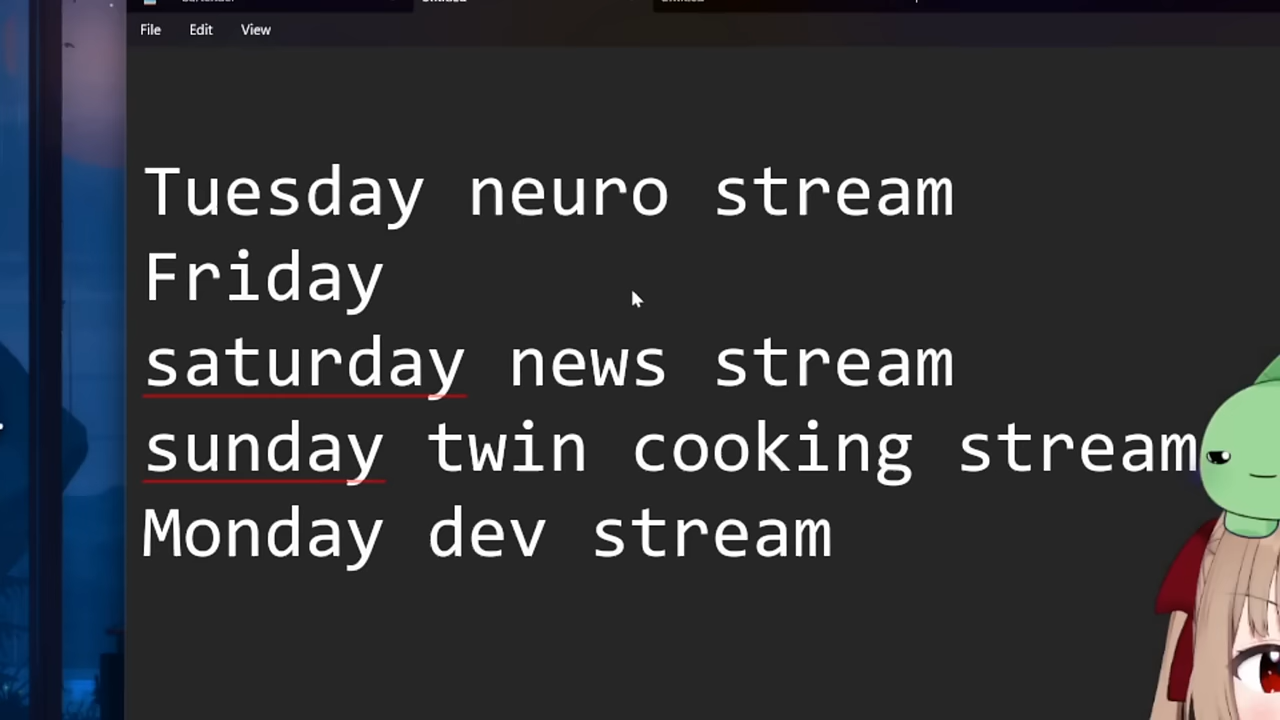 File Edit View
Tuesday neuro stream
Friday
saturday news stream
sunday twin cooking stream
Monday dev stream